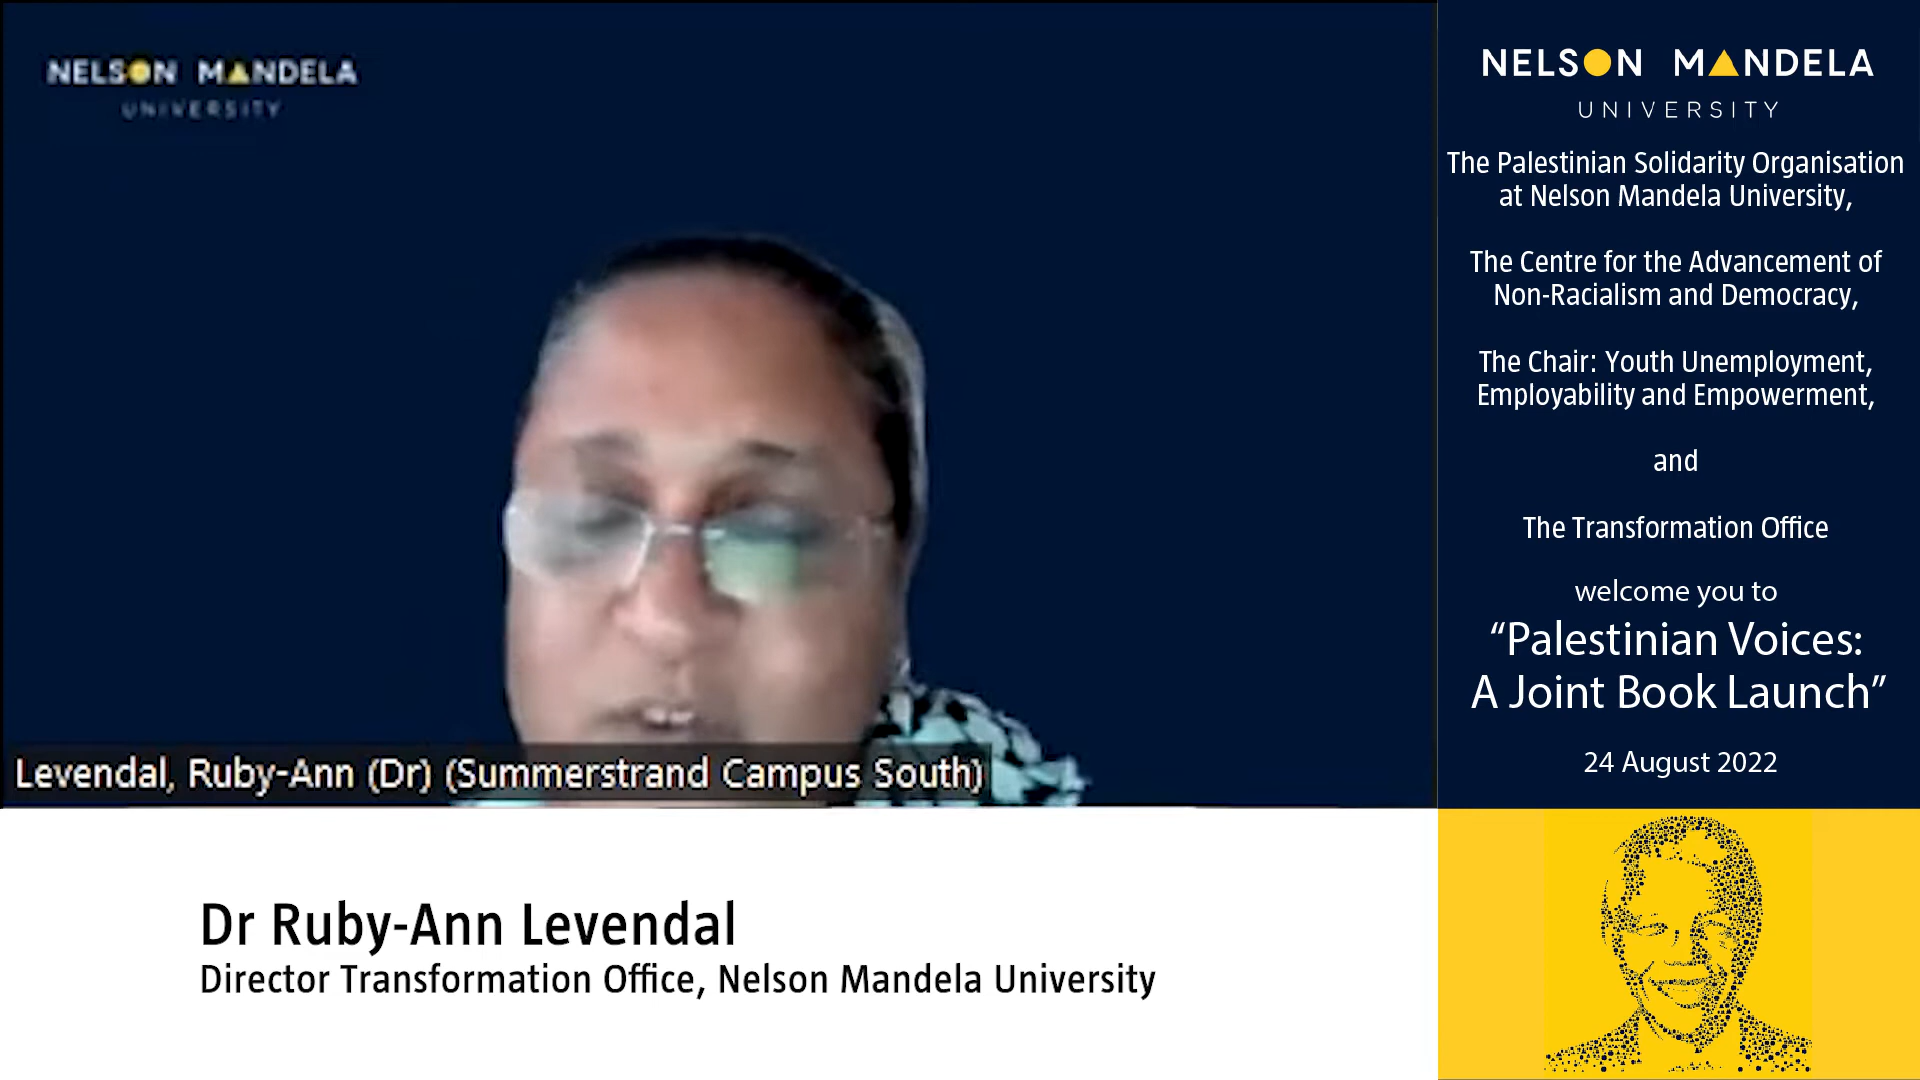 NELSON MANDELA
UNIVERSITY
Levendal, Ruby-Ann (Dr) (Summerstrand Campus South)
Dr Ruby-Ann Levendal
Director Transformation Office, Nelson Mandela University
NELSON MANDELA
UNIVERSITY
The Palestinian Solidarity Organisation
at Nelson Mandela University,
The Centre for the Advancement of
Non-Racialism and Democracy,
The Chair: Youth Unemployment,
Employability and Empowerment,
and
The Transformation Office
welcome you to
“Palestinian Voices:
A Joint Book Launch”
24 August 2022